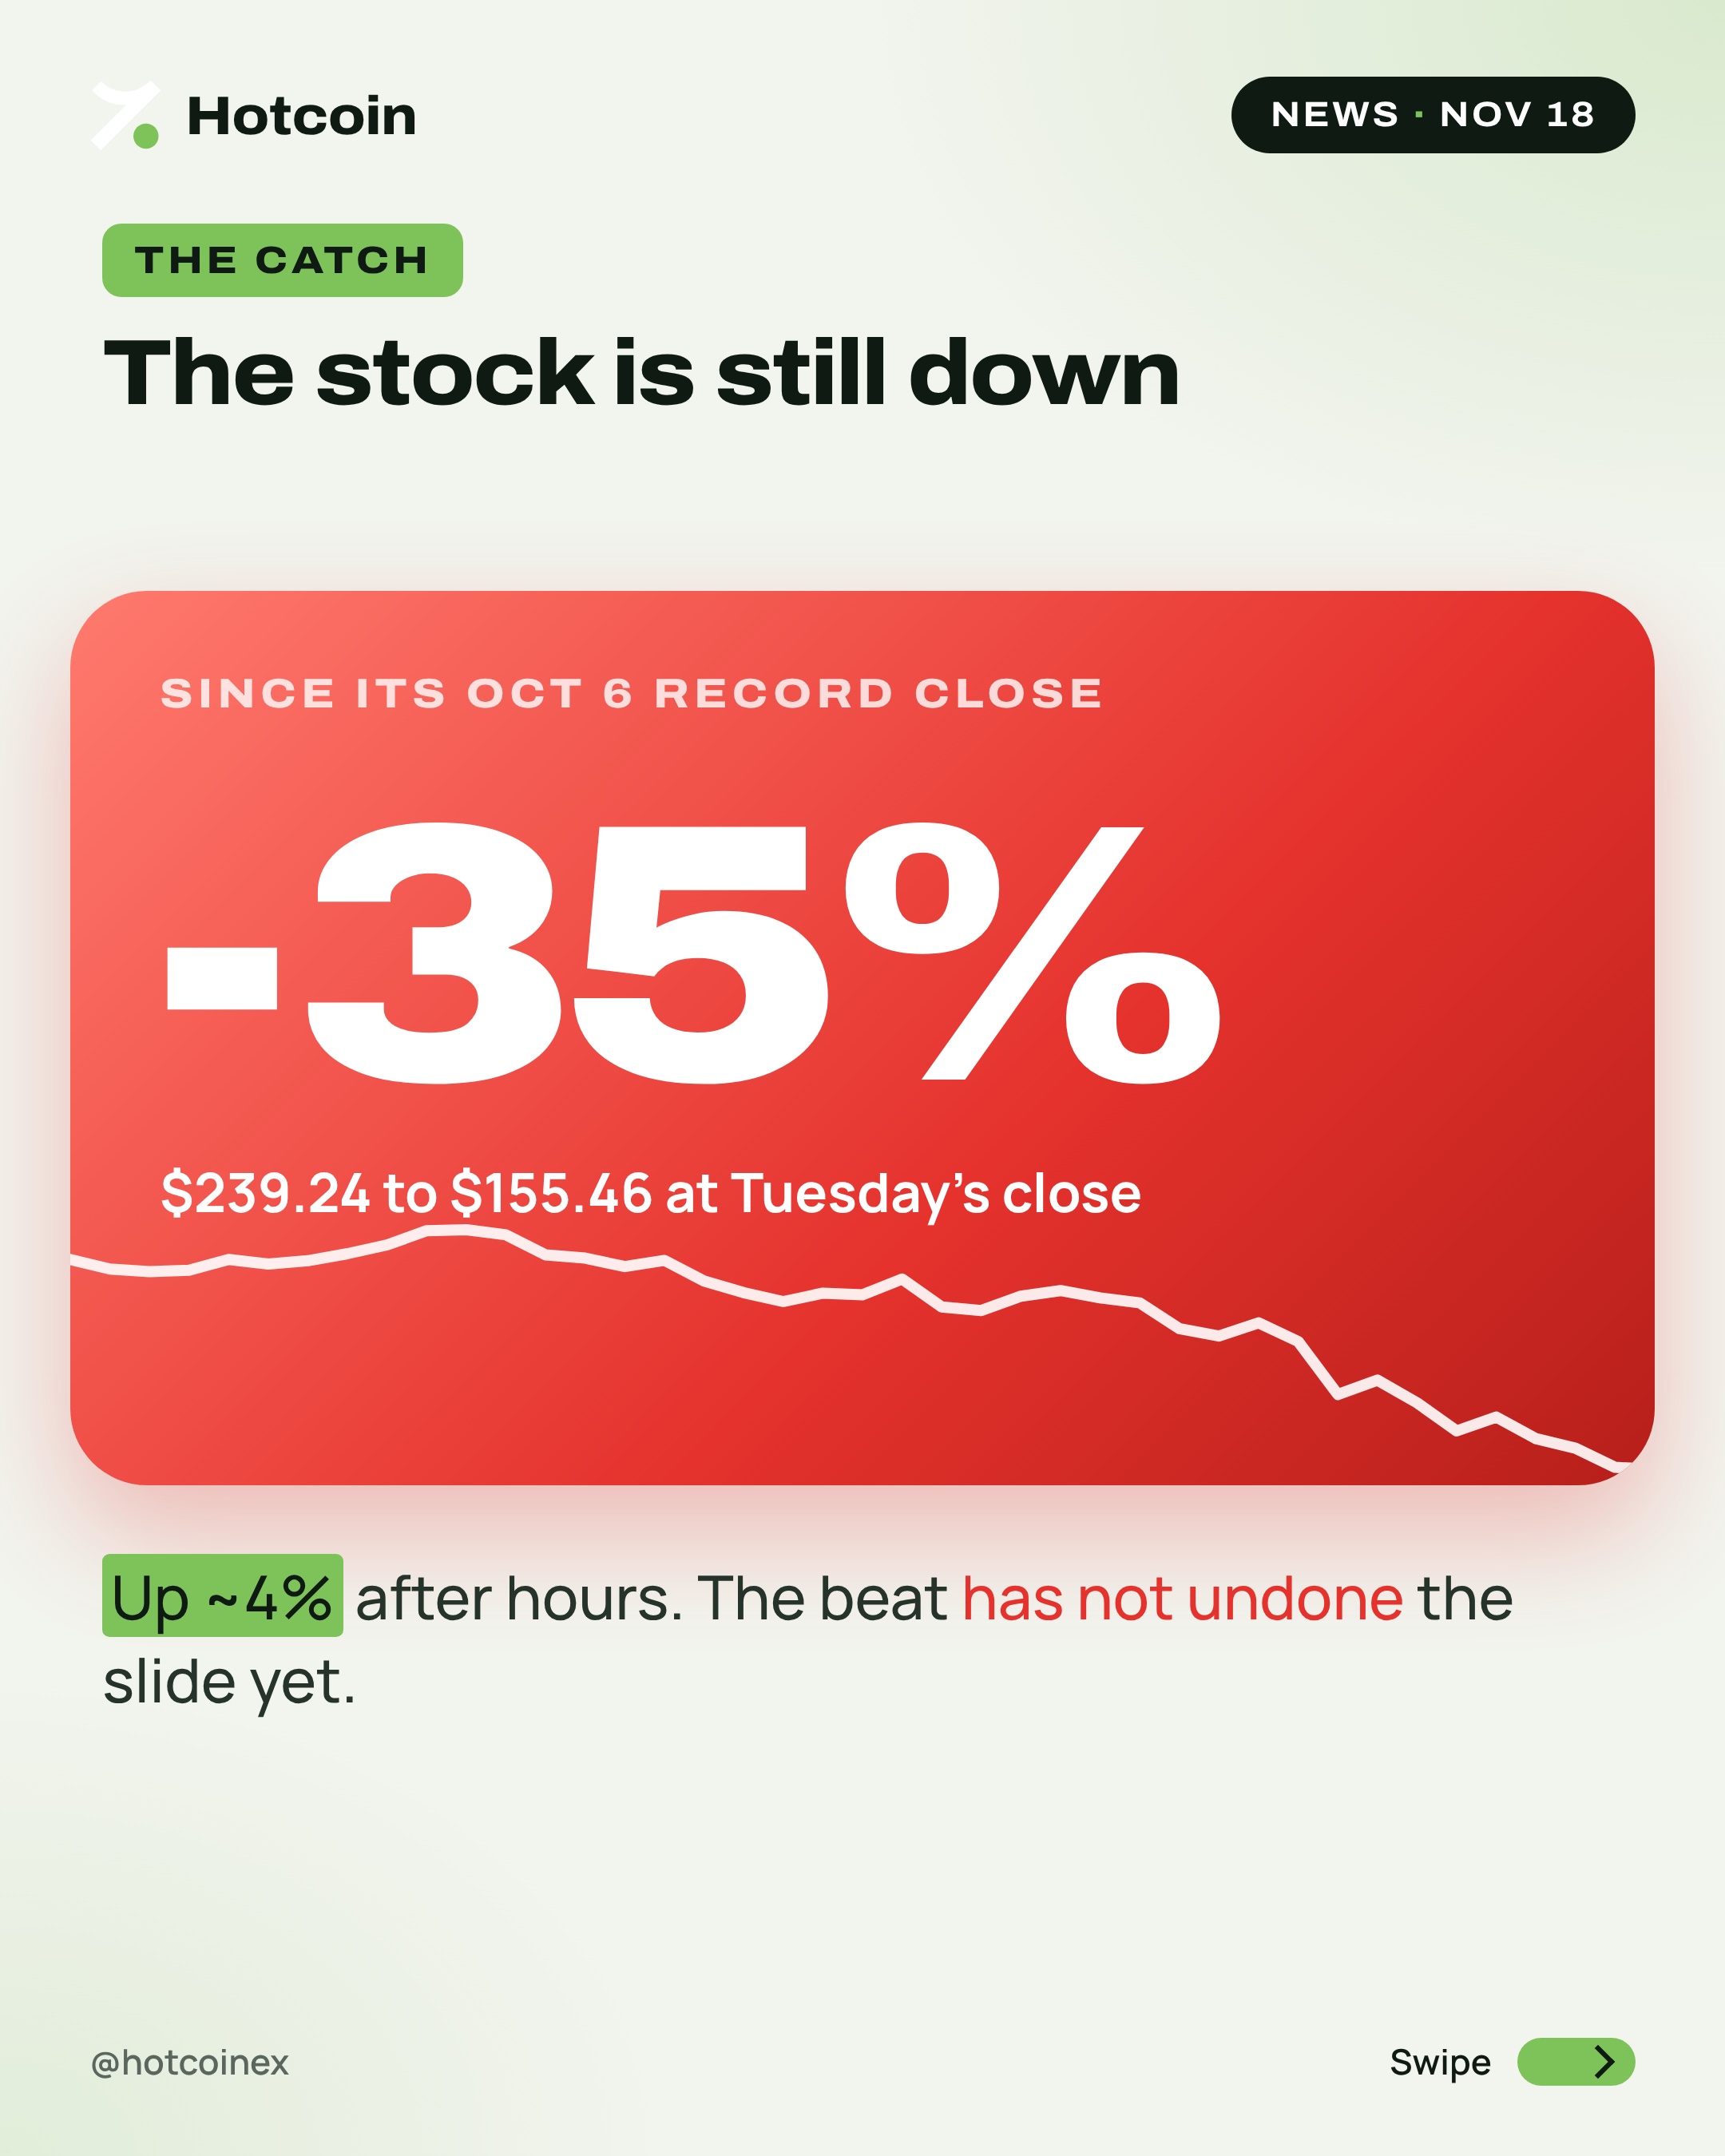 Hotcoin
NEWS · NOV 18
THE CATCH
The stock is still down
SINCE ITS OCT 6 RECORD CLOSE
-35%
$239.24 to $155.46 at Tuesday’s close
Up ~4% after hours. The beat has not undone the
slide yet.
@hotcoinex
Swipe